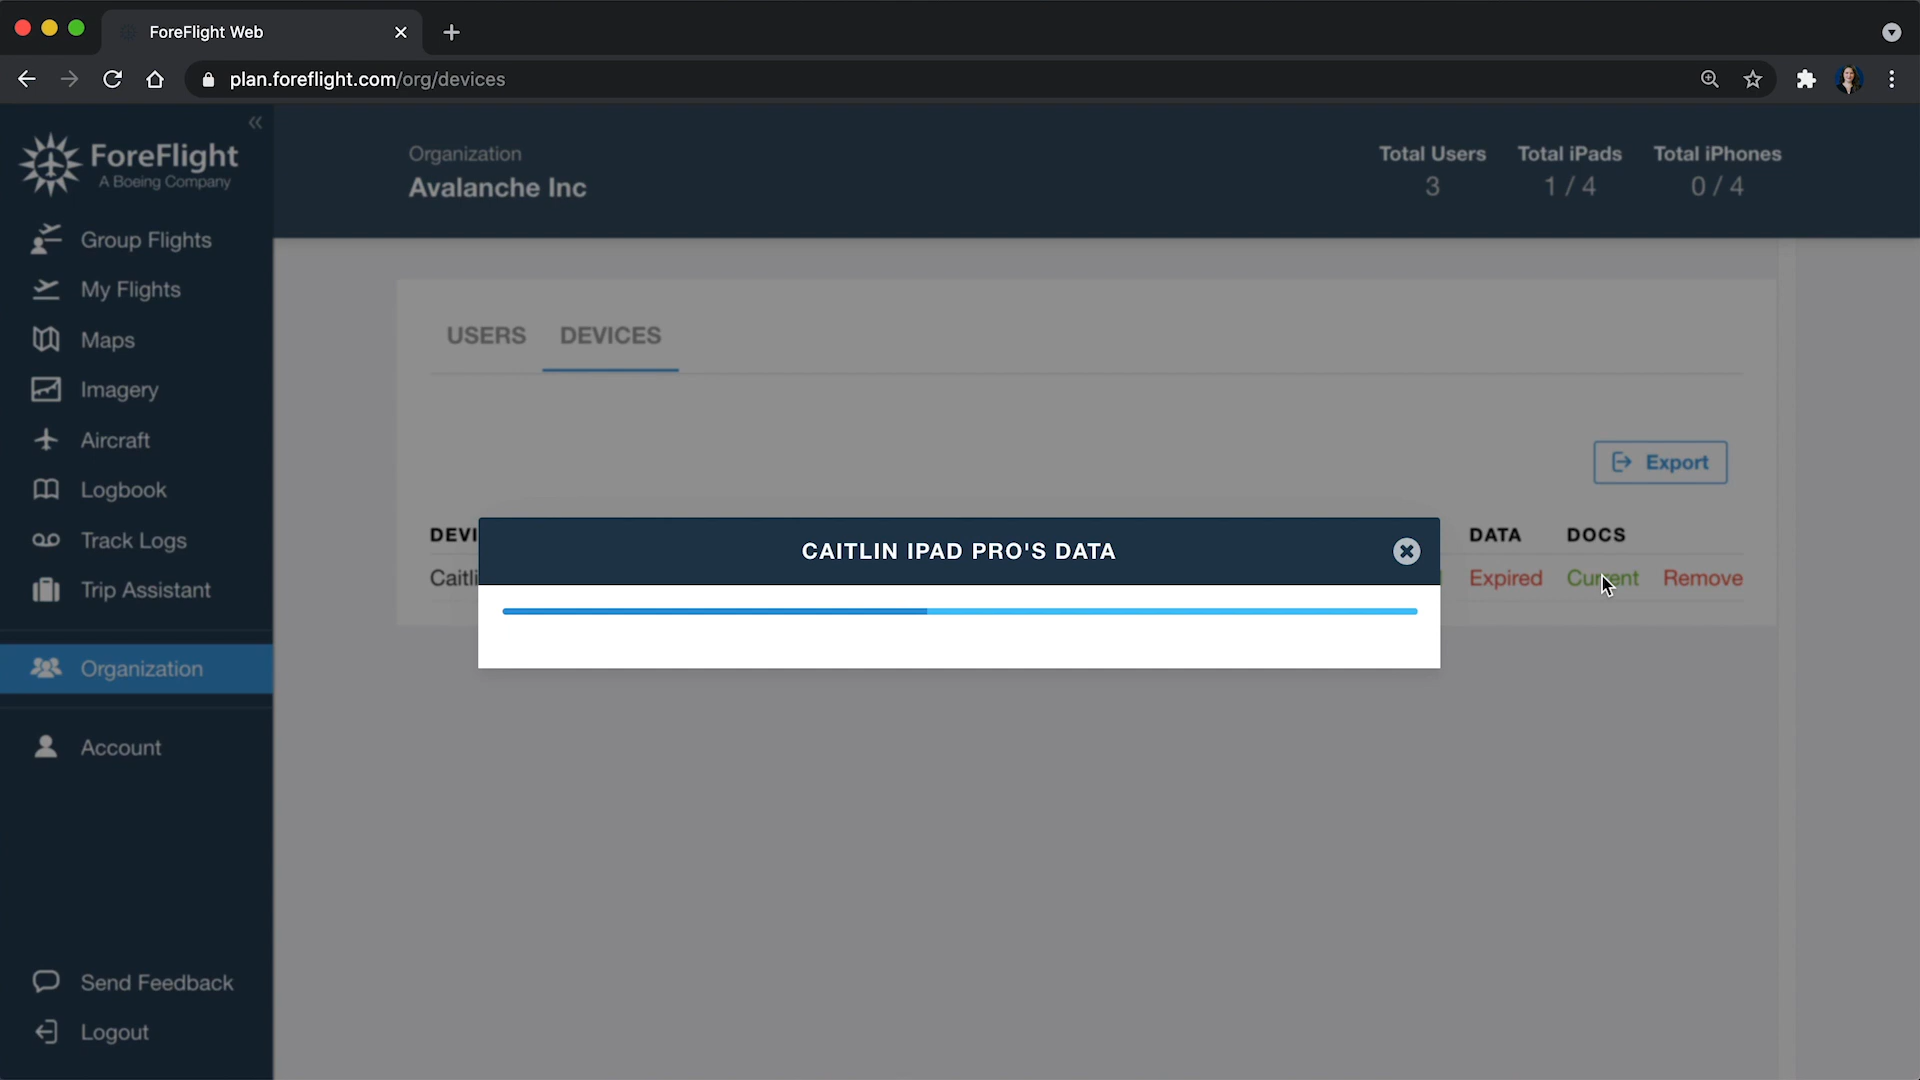 ForeFlight Web
plan.foreflight.com/org/devices
ForeFlight
A Boeing Company
Group Flights
My Flights
Maps
Imagery
Aircraft
Logbook
Track Logs
Trip Assistant
Organization
Account
Send Feedback
Logout
Organization
Avalanche Inc
Total Users Total iPads Total iPhones
3 1 / 4 0 / 4
USERS DEVICES
Export
DEVI DATA DOCS
Caitli Expired Current Remove
CAITLIN IPAD PRO'S DATA